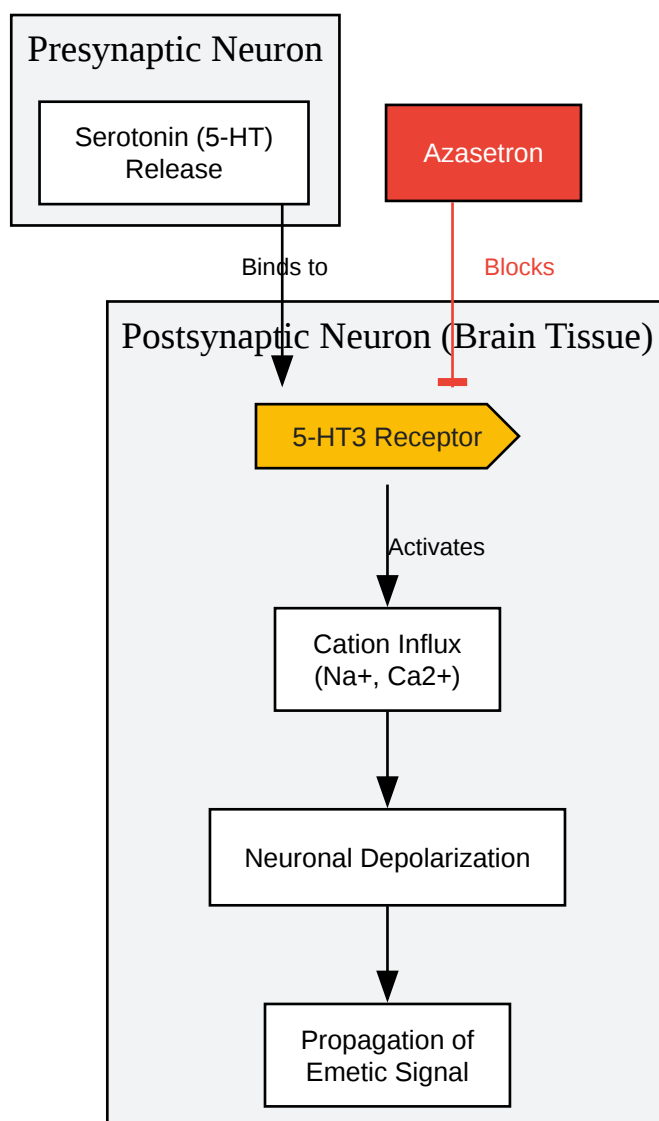 Presynaptic Neuron
Serotonin (5-HT)
Release
Azasetron
Binds to
Blocks
Postsynaptic Neuron (Brain Tissue)
5-HT3 Receptor
Activates
Cation Influx
(Na+, Ca2+)
Neuronal Depolarization
Propagation of
Emetic Signal